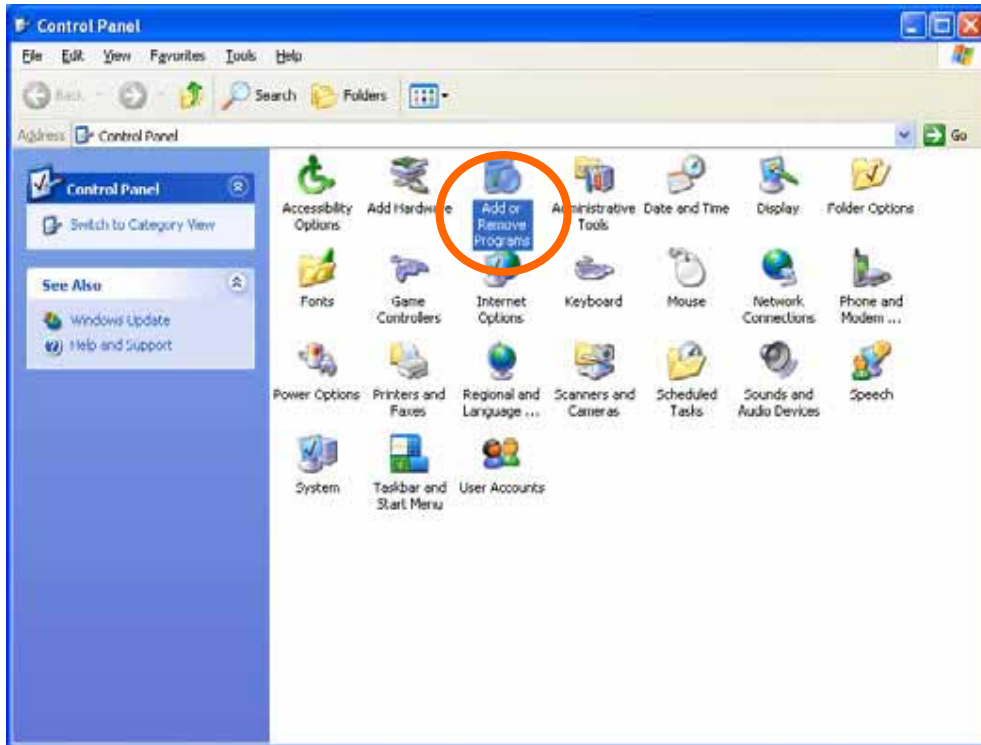 Control Panel
File Edit View Favorites Tools Help
Back Search Folders
Address Control Panel Go
Control Panel
Switch to Category View
See Also
Windows Update
Help and Support
Accessibility Options
Add Hardware
Add or Remove Programs
Administrative Tools
Date and Time
Display
Folder Options
Fonts
Game Controllers
Internet Options
Keyboard
Mouse
Network Connections
Phone and Modem ...
Power Options
Printers and Faxes
Regional and Language ...
Scanners and Cameras
Scheduled Tasks
Sounds and Audio Devices
Speech
System
Taskbar and Start Menu
User Accounts